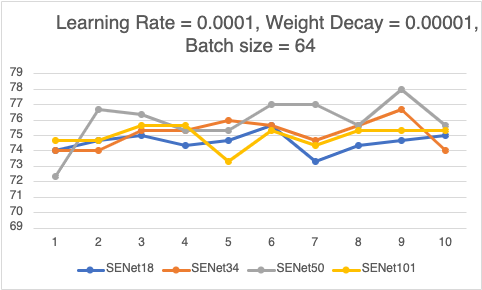 Learning Rate = 0.0001, Weight Decay = 0.00001,
Batch size = 64
79
78
77
76
75
74
73
72
71
70
69
1 2 3 4 5 6 7 8 9 10
SENet18 SENet34 SENet50 SENet101